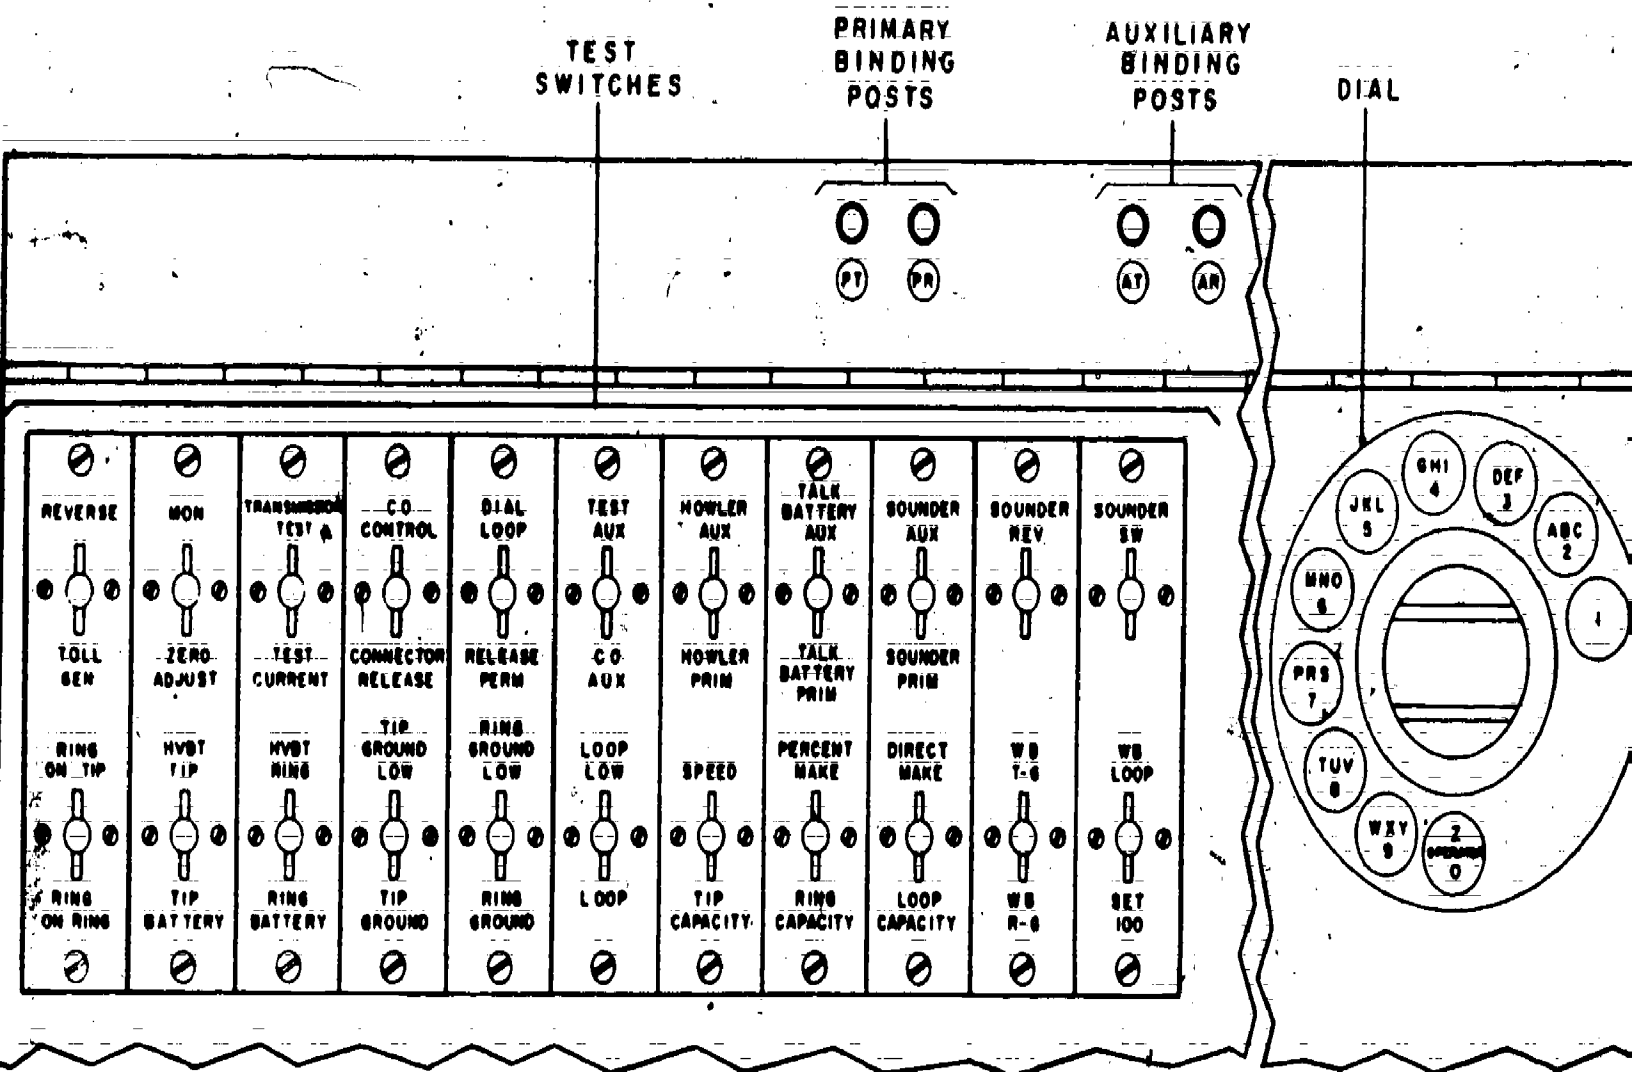 TEST
SWITCHES
PRIMARY
BINDING
POSTS
AUXILIARY
BINDING
POSTS
DIAL
PT
PR
AT
AR
REVERSE
MON
TRANSMISSION
TEST
CO
CONTROL
DIAL
LOOP
TEST
AUX
HOWLER
AUX
TALK
BATTERY
AUX
SOUNDER
AUX
SOUNDER
REV
SOUNDER
SW
TOLL
GEN
ZERO
ADJUST
TEST
CURRENT
CONNECTOR
RELEASE
RELEASE
PERM
CO
AUX
HOWLER
PRIM
TALK
BATTERY
PRIM
SOUNDER
PRIM
RING
ON TIP
HVBT
TIP
HVBT
RING
TIP
GROUND
LOW
RING
GROUND
LOW
LOOP
LOW
SPEED
PERCENT
MAKE
DIRECT
MAKE
WB
T-G
WB
LOOP
RING
ON RING
TIP
BATTERY
RING
BATTERY
TIP
GROUND
RING
GROUND
LOOP
TIP
CAPACITY
RING
CAPACITY
LOOP
CAPACITY
WB
R-G
SET
100
GHI
4
DEF
3
JKL
5
ABC
2
MNO
6
1
PRS
7
TUV
8
WXY
9
Z
OPERATOR
0